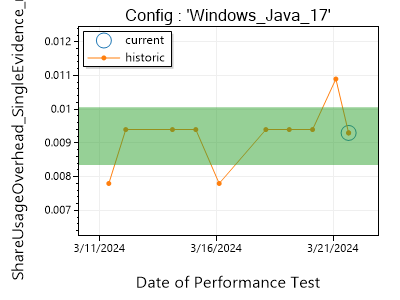 Config : 'Windows_Java_17'
current
historic
0.012
0.011
0.01
0.009
0.008
0.007
3/11/2024
3/16/2024
3/21/2024
Date of Performance Test
ShareUsageOverhead_SingleEvidence_